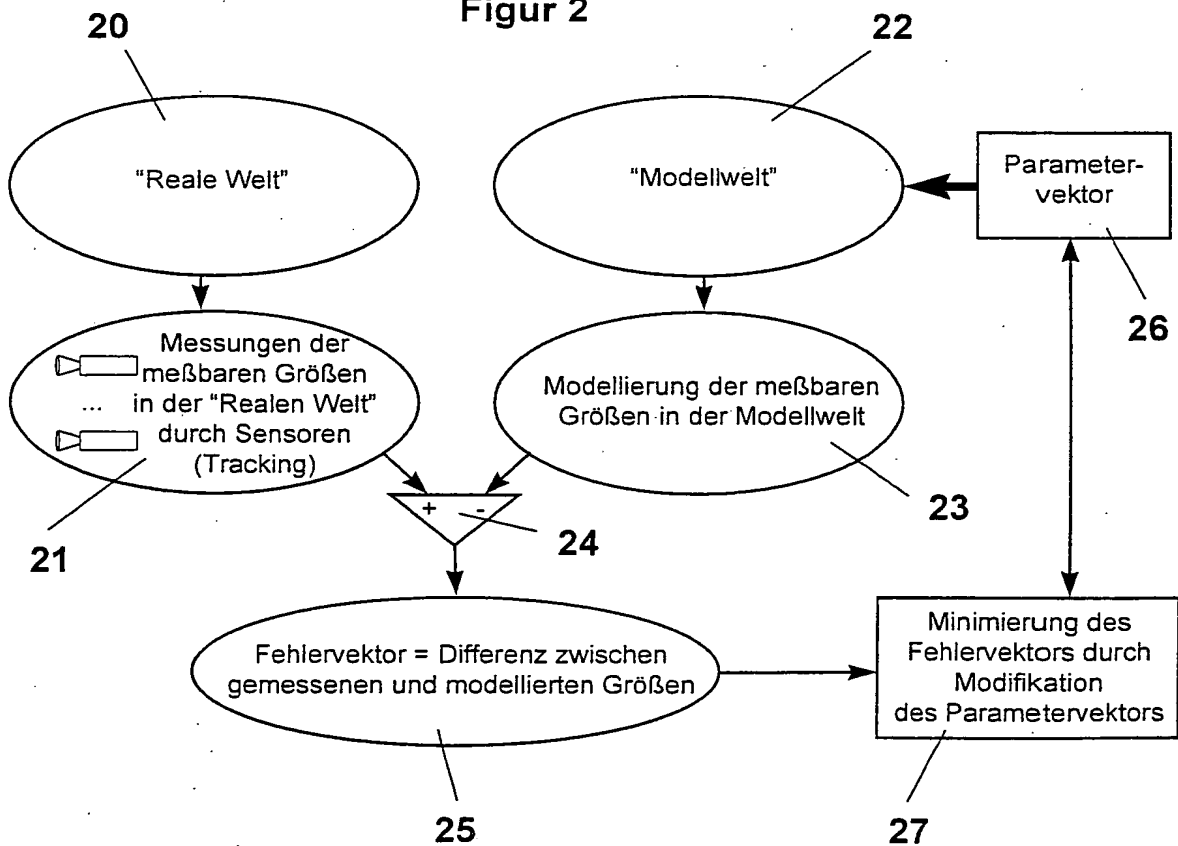 Figur 2
20
22
"Reale Welt"
"Modellwelt"
Parameter-
vektor
26
Messungen der
meßbaren Größen
... in der "Realen Welt"
durch Sensoren
(Tracking)
Modellierung der meßbaren
Größen in der Modellwelt
21
23
+ -
24
Fehlervektor = Differenz zwischen
gemessenen und modellierten Größen
Minimierung des
Fehlervektors durch
Modifikation
des Parametervektors
25
27